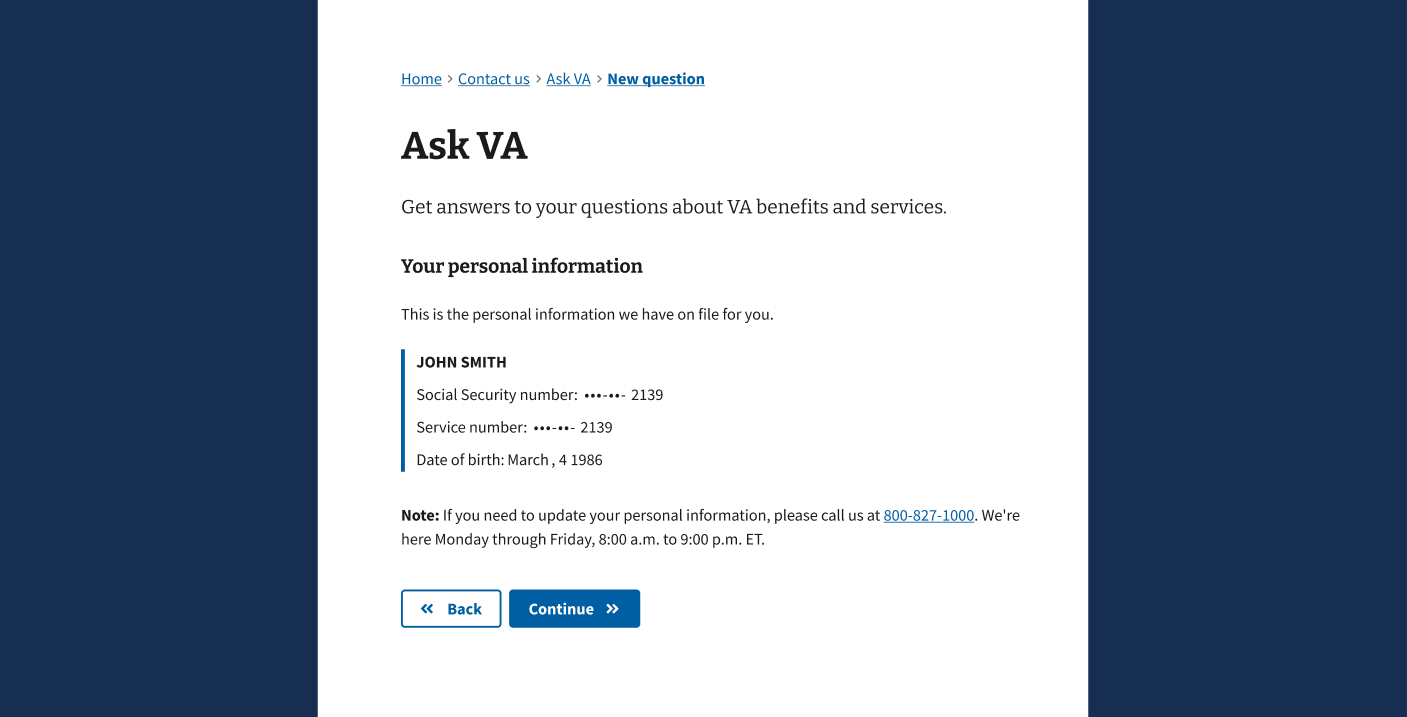 Home > Contact us > Ask VA > New question
Ask VA
Get answers to your questions about VA benefits and services.
Your personal information
This is the personal information we have on file for you.
JOHN SMITH
Social Security number: •••-••- 2139
Service number: •••-••- 2139
Date of birth: March , 4 1986
Note: If you need to update your personal information, please call us at 800-827-1000. We're
here Monday through Friday, 8:00 a.m. to 9:00 p.m. ET.
« Back
Continue »